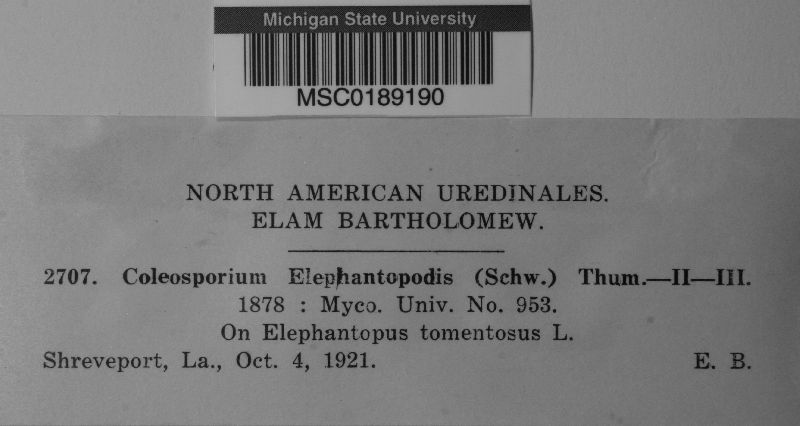 Michigan State University
MSC0189190
NORTH AMERICAN UREDINALES.
ELAM BARTHOLOMEW.
2707. Coleosporium Elephantopodis (Schw.) Thum.—II—III.
1878 : Myco. Univ. No. 953.
On Elephantopus tomentosus L.
Shreveport, La., Oct. 4, 1921. E. B.